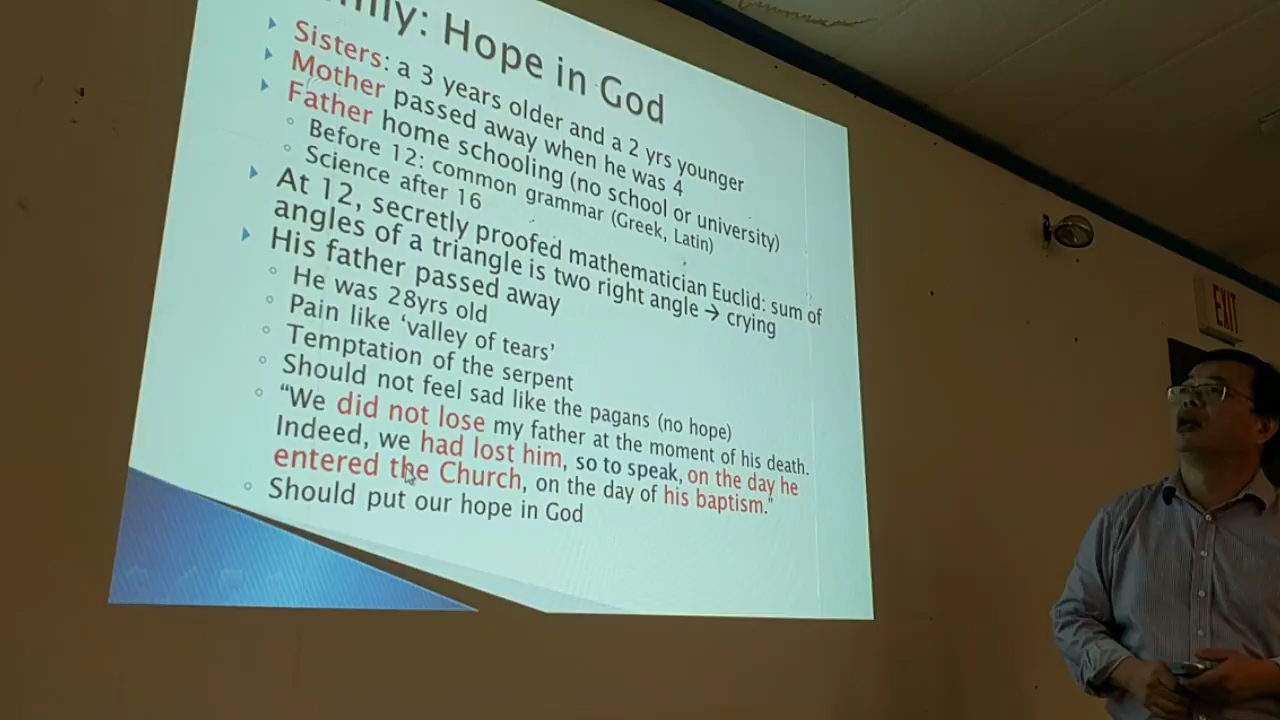 Hope in God
Sisters: a 3 years older and a 2 yrs younger
Mother passed away when he was 4
Father home schooling (no school or university)
Before 12: common grammar (Greek, Latin)
Science after 16
At 12, secretly proofed mathematician Euclid: sum of
angles of a triangle is two right angle → crying
His father passed away
He was 28yrs old
Pain like ‘valley of tears’
Temptation of the serpent
Should not feel sad like the pagans (no hope)
“We did not lose my father at the moment of his death.
Indeed, we had lost him, so to speak, on the day he
entered the Church, on the day of his baptism.”
Should put our hope in God
EXIT